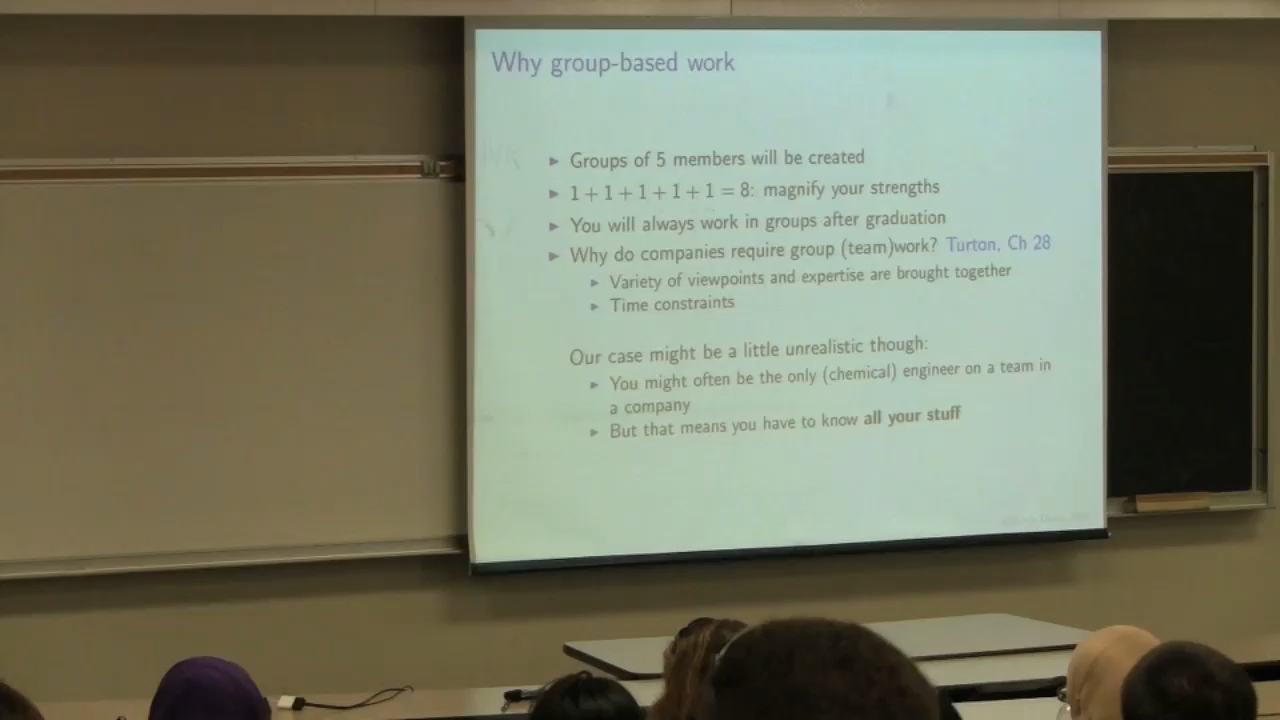 Why group-based work
► Groups of 5 members will be created
► 1 + 1 + 1 + 1 + 1 = 8: magnify your strengths
► You will always work in groups after graduation
► Why do companies require group (team)work? Turton, Ch 28
► Variety of viewpoints and expertise are brought together
► Time constraints
Our case might be a little unrealistic though:
► You might often be the only (chemical) engineer on a team in
a company
► But that means you have to know all your stuff